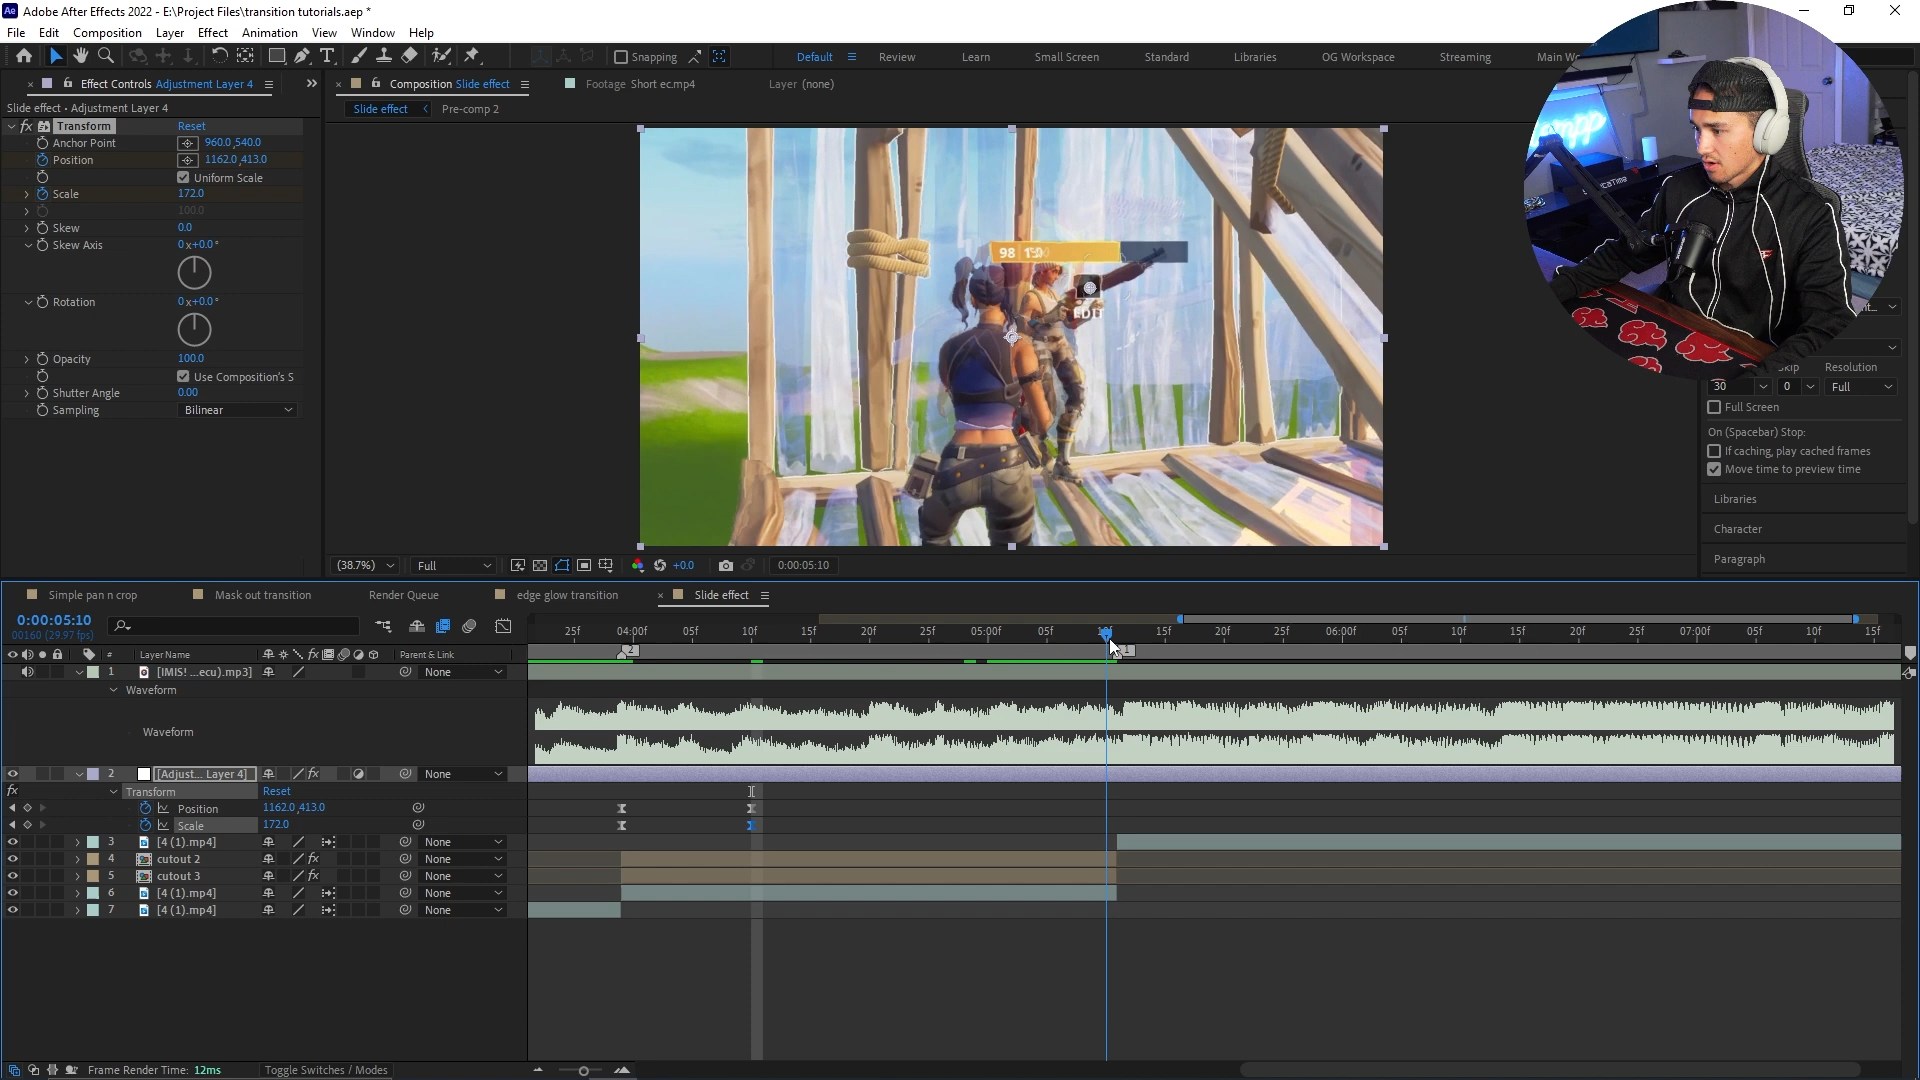 Adobe After Effects 2022 - E:\Project Files\transition tutorials.aep *
File Edit Composition Layer Effect Animation View Window Help
Snapping
Default Review Learn Small Screen Standard Libraries OG Workspace Streaming Main
Effect Controls Adjustment Layer 4
Composition Slide effect Footage Short ec.mp4 Layer (none)
Slide effect • Adjustment Layer 4
Slide effect Pre-comp 2
fx Transform Reset
Anchor Point 960.0,540.0
Position 1162.0,413.0
Uniform Scale
Scale 172.0
100.0
Skew 0.0
Skew Axis 0x+0.0°
Rotation 0x+0.0°
Opacity 100.0
Use Composition's S
Shutter Angle 0.00
Sampling Bilinear
98
EDIT
Resolution
30 0 Full
Full Screen
On (Spacebar) Stop:
If caching, play cached frames
Move time to preview time
Libraries
Character
Paragraph
(38.7%) Full +0.0 0:00:05:10
Simple pan n crop Mask out transition Render Queue edge glow transition Slide effect
0:00:05:10
00160 (29.97 fps)
25f 04:00f 05f 10f 15f 20f 25f 05:00f 05f 10f 15f 20f 25f 06:00f 05f 10f 15f 20f 25f 07:00f 05f 10f 15f
2 1
# Layer Name fx Parent & Link
1 [IMIS! ...ecu).mp3] None
Waveform
Waveform
2 [Adjust... Layer 4] fx None
fx Transform Reset
Position 1162.0,413.0
Scale 172.0
3 [4 (1).mp4] None
4 cutout 2 fx None
5 cutout 3 fx None
6 [4 (1).mp4] None
7 [4 (1).mp4] None
Frame Render Time: 12ms Toggle Switches / Modes